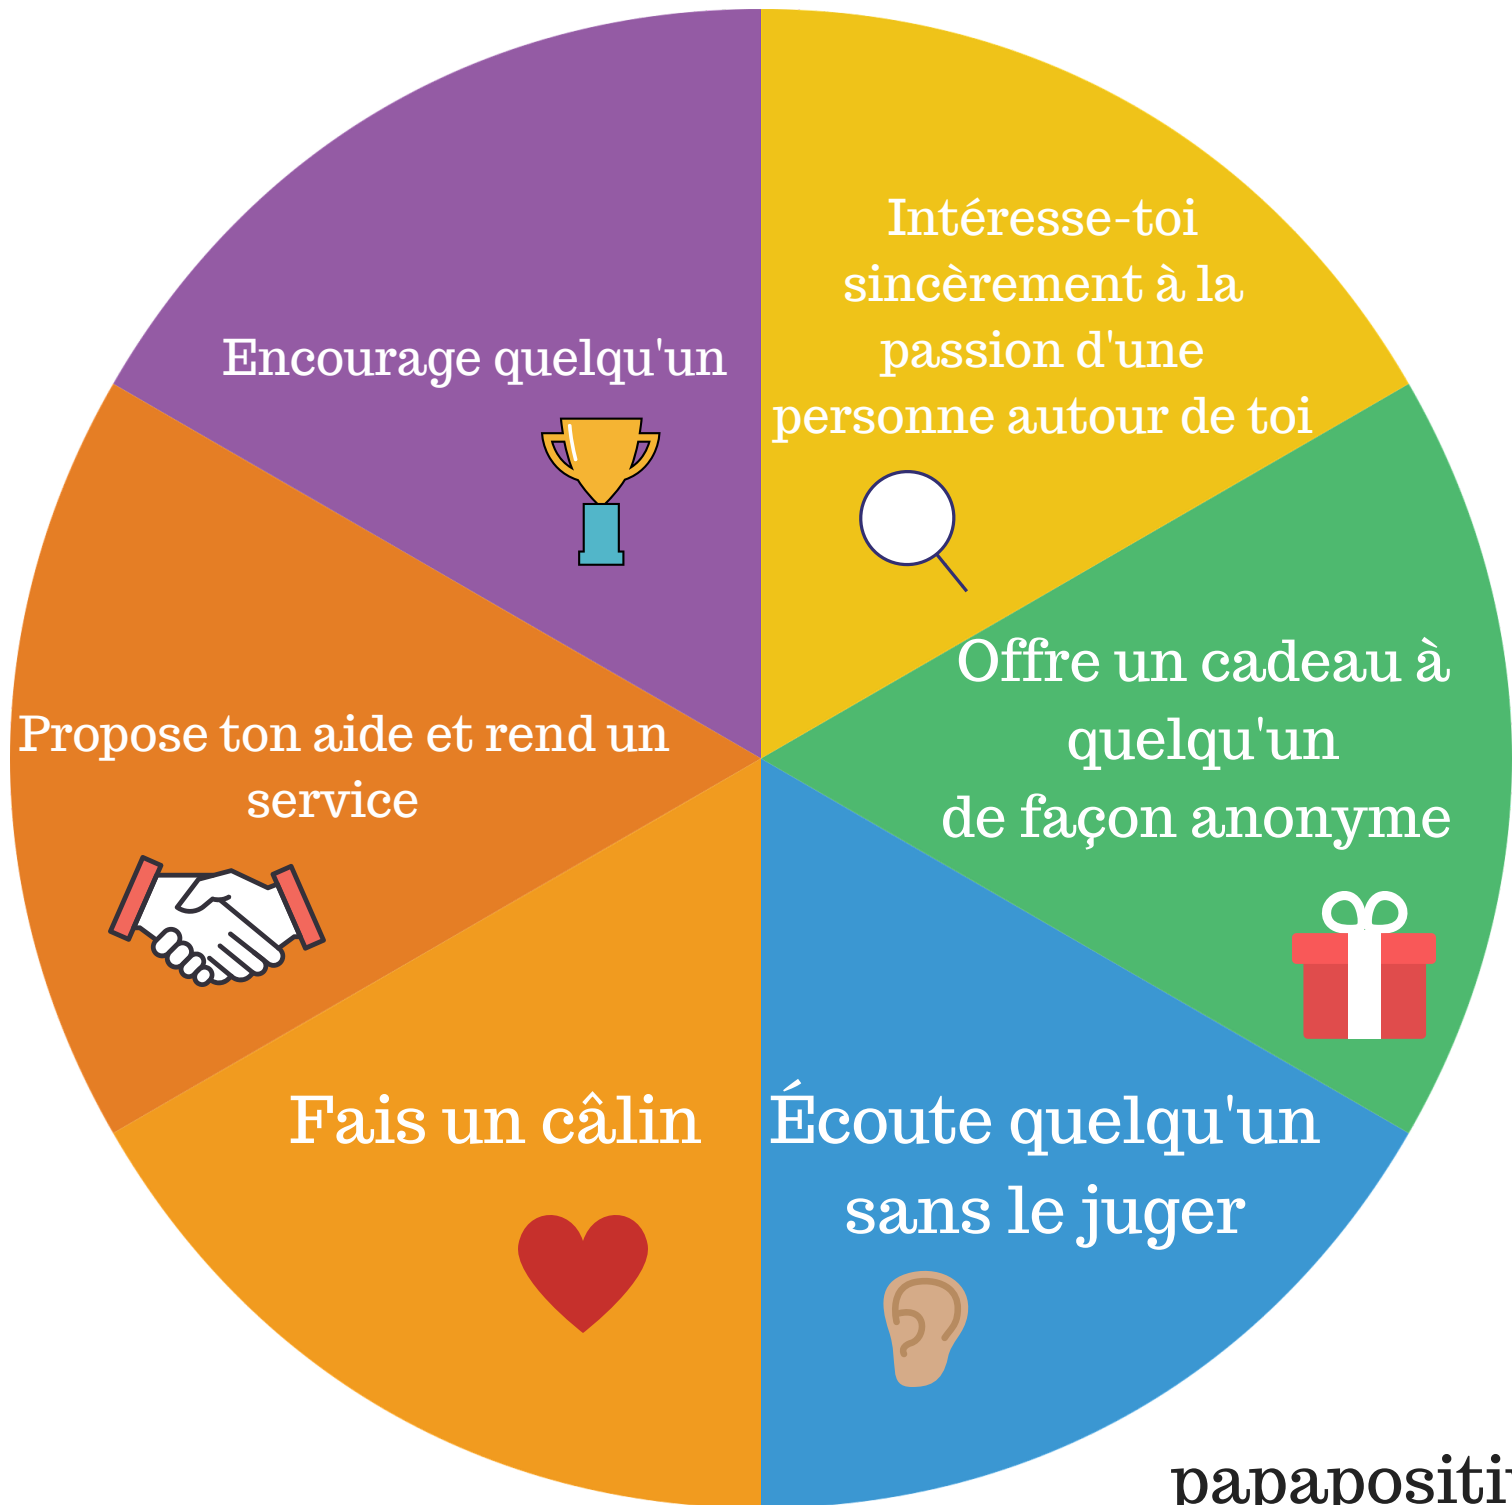 Encourage quelqu'un
Intéresse-toi
sincèrement à la
passion d'une
personne autour de toi
Offre un cadeau à
quelqu'un
de façon anonyme
Écoute quelqu'un
sans le juger
Fais un câlin
Propose ton aide et rend un
service